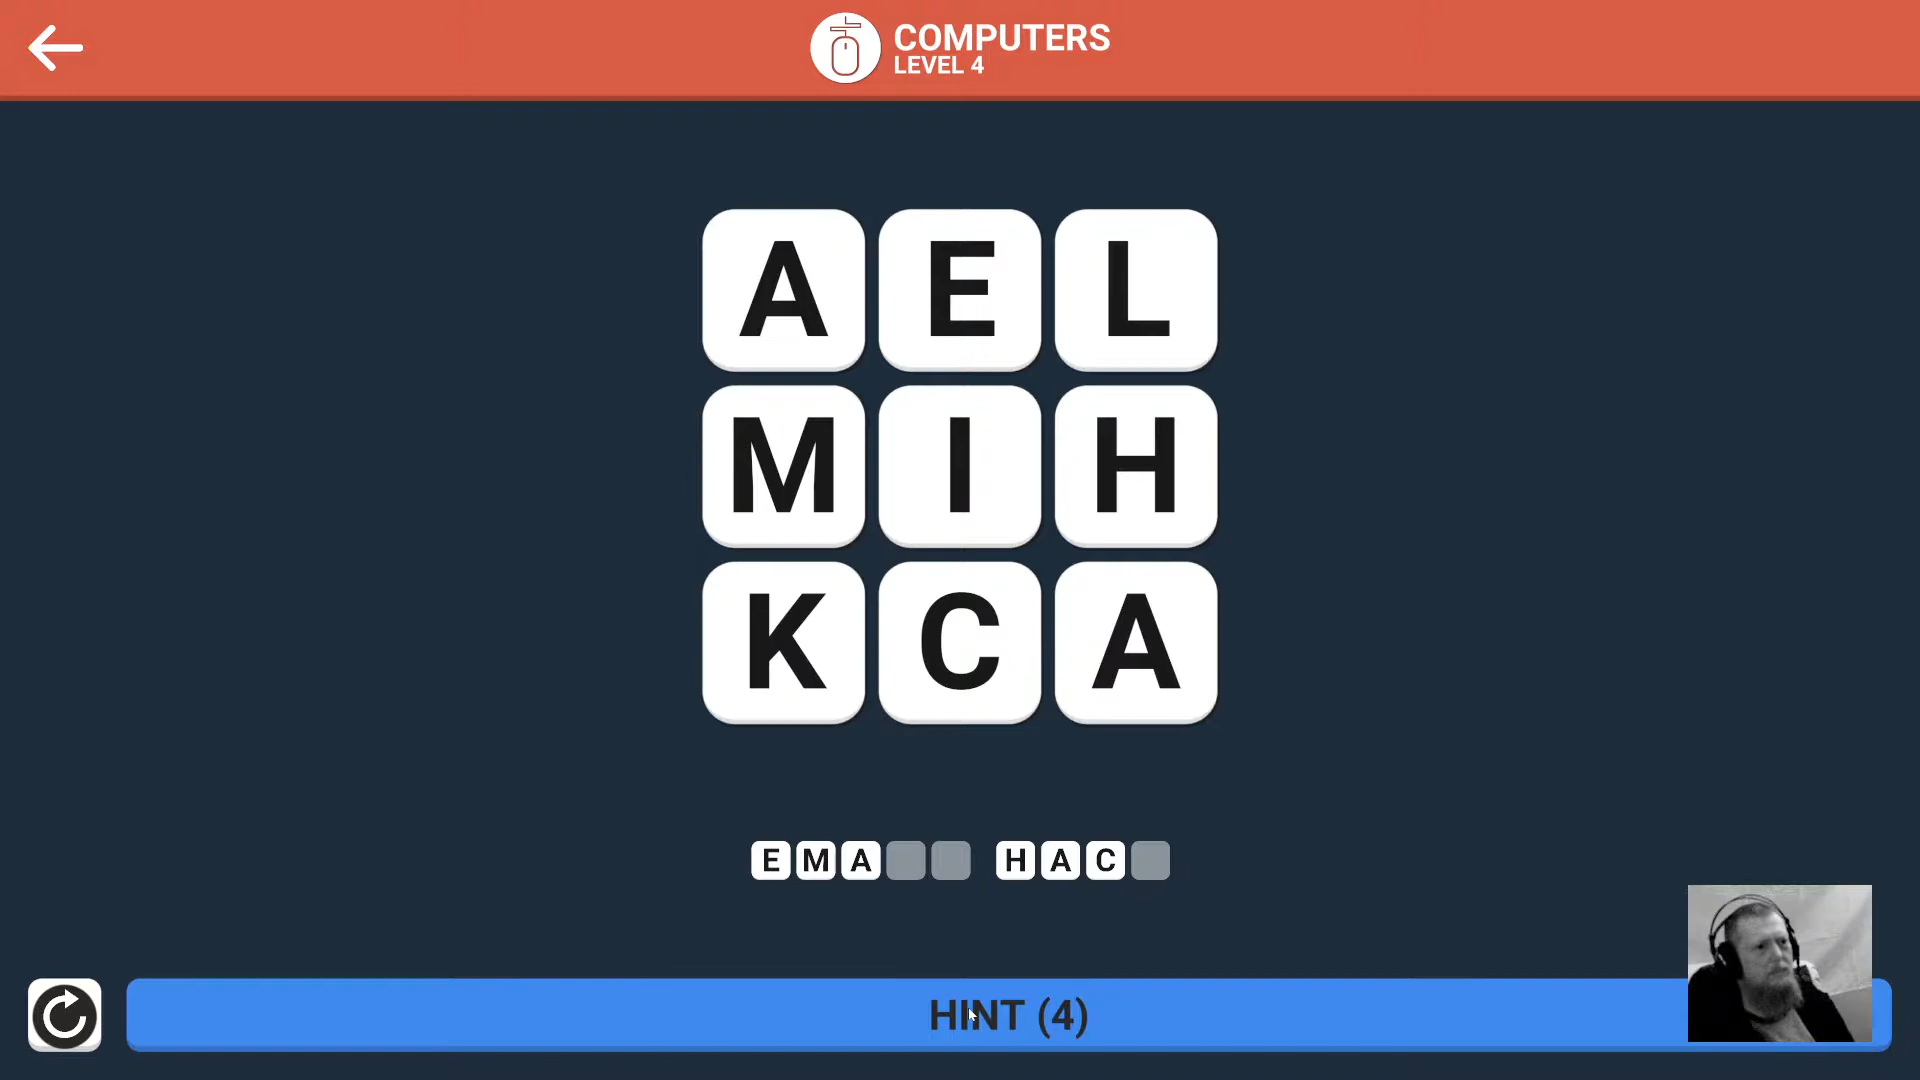 COMPUTERS
LEVEL 4
A E L
M I H
K C A
E M A H A C
HINT (4)